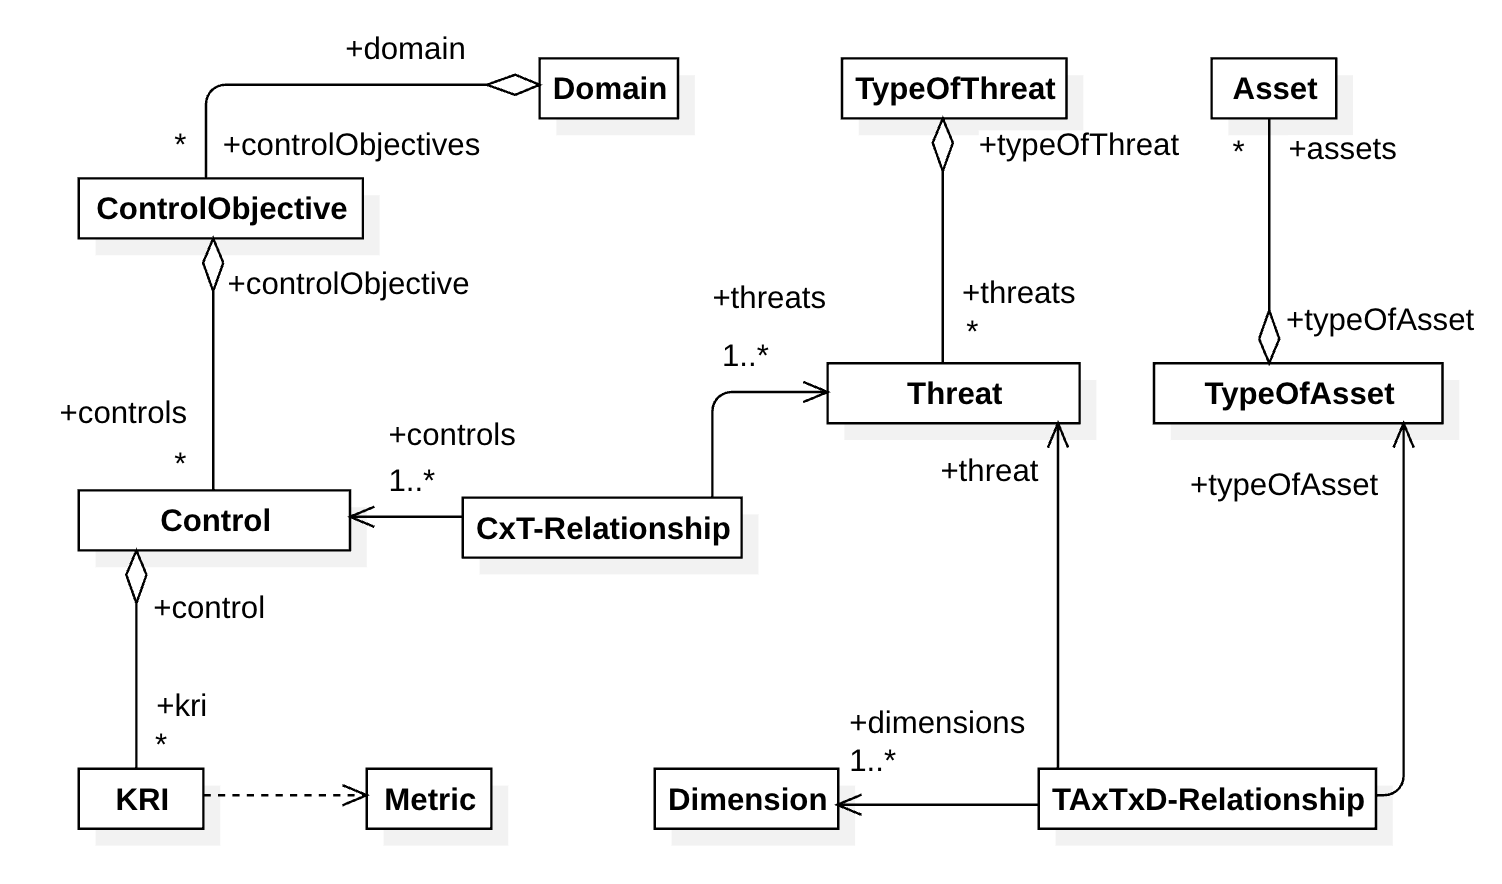 +domain
Domain
TypeOfThreat
Asset
*
+controlObjectives
+typeOfThreat
*
+assets
ControlObjective
+controlObjective
+threats
+threats
*
+typeOfAsset
1..*
Threat
TypeOfAsset
+controls
*
+controls
1..*
+threat
+typeOfAsset
Control
CxT-Relationship
+control
+kri
*
+dimensions
1..*
KRI
Metric
Dimension
TAxTxD-Relationship